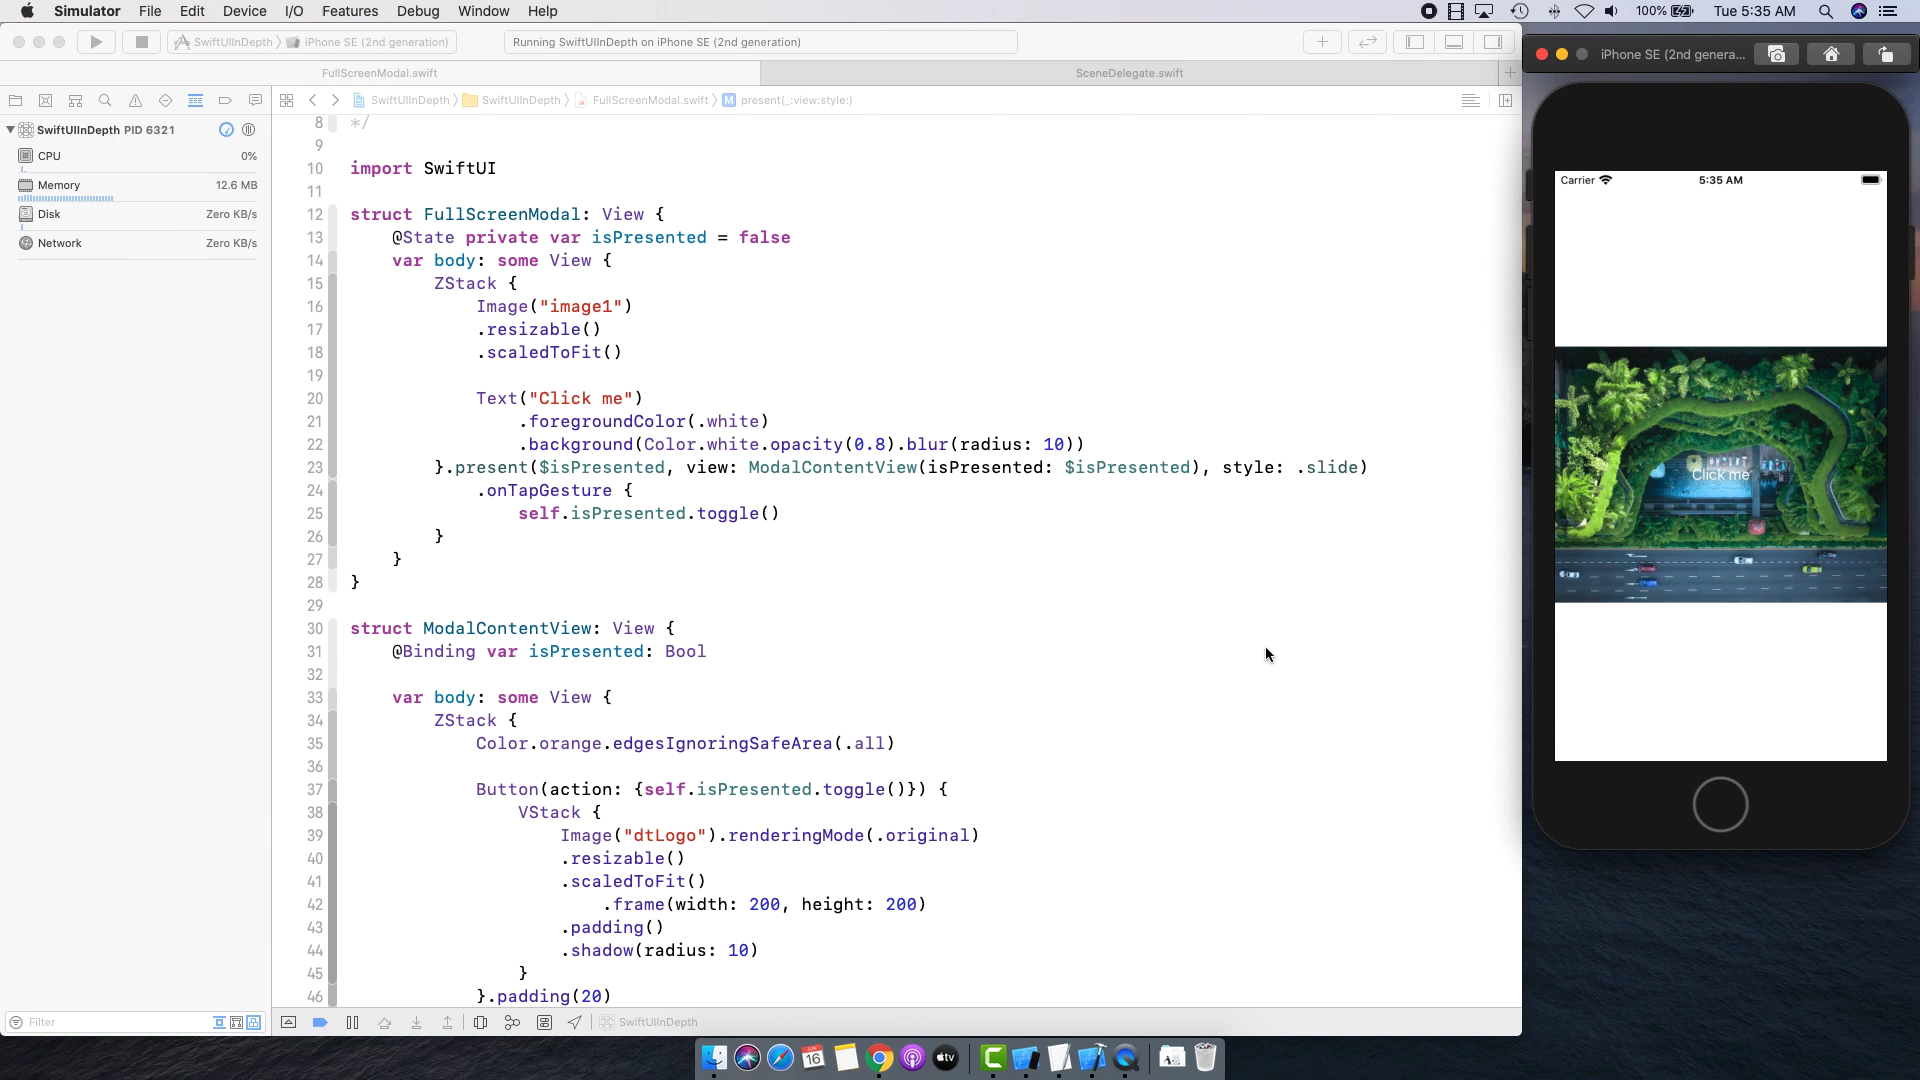 Simulator File Edit Device I/O Features Debug Window Help
100% Tue 5:35 AM
SwiftUIInDepth iPhone SE (2nd generation)
Running SwiftUIInDepth on iPhone SE (2nd generation)
iPhone SE (2nd genera...
FullScreenModal.swift
SceneDelegate.swift
SwiftUIInDepth SwiftUIInDepth FullScreenModal.swift M present(_:view:style:)
SwiftUIInDepth PID 6321
CPU 0%
Memory 12.6 MB
Disk Zero KB/s
Network Zero KB/s
8 */
9
10 import SwiftUI
11
12 struct FullScreenModal: View {
13 @State private var isPresented = false
14 var body: some View {
15 ZStack {
16 Image("image1")
17 .resizable()
18 .scaledToFit()
19
20 Text("Click me")
21 .foregroundColor(.white)
22 .background(Color.white.opacity(0.8).blur(radius: 10))
23 }.present($isPresented, view: ModalContentView(isPresented: $isPresented), style: .slide)
24 .onTapGesture {
25 self.isPresented.toggle()
26 }
27 }
28 }
29
30 struct ModalContentView: View {
31 @Binding var isPresented: Bool
32
33 var body: some View {
34 ZStack {
35 Color.orange.edgesIgnoringSafeArea(.all)
36
37 Button(action: {self.isPresented.toggle()}) {
38 VStack {
39 Image("dtLogo").renderingMode(.original)
40 .resizable()
41 .scaledToFit()
42 .frame(width: 200, height: 200)
43 .padding()
44 .shadow(radius: 10)
45 }
46 }.padding(20)
Carrier 5:35 AM
Click me
Filter
SwiftUIInDepth
16
tv